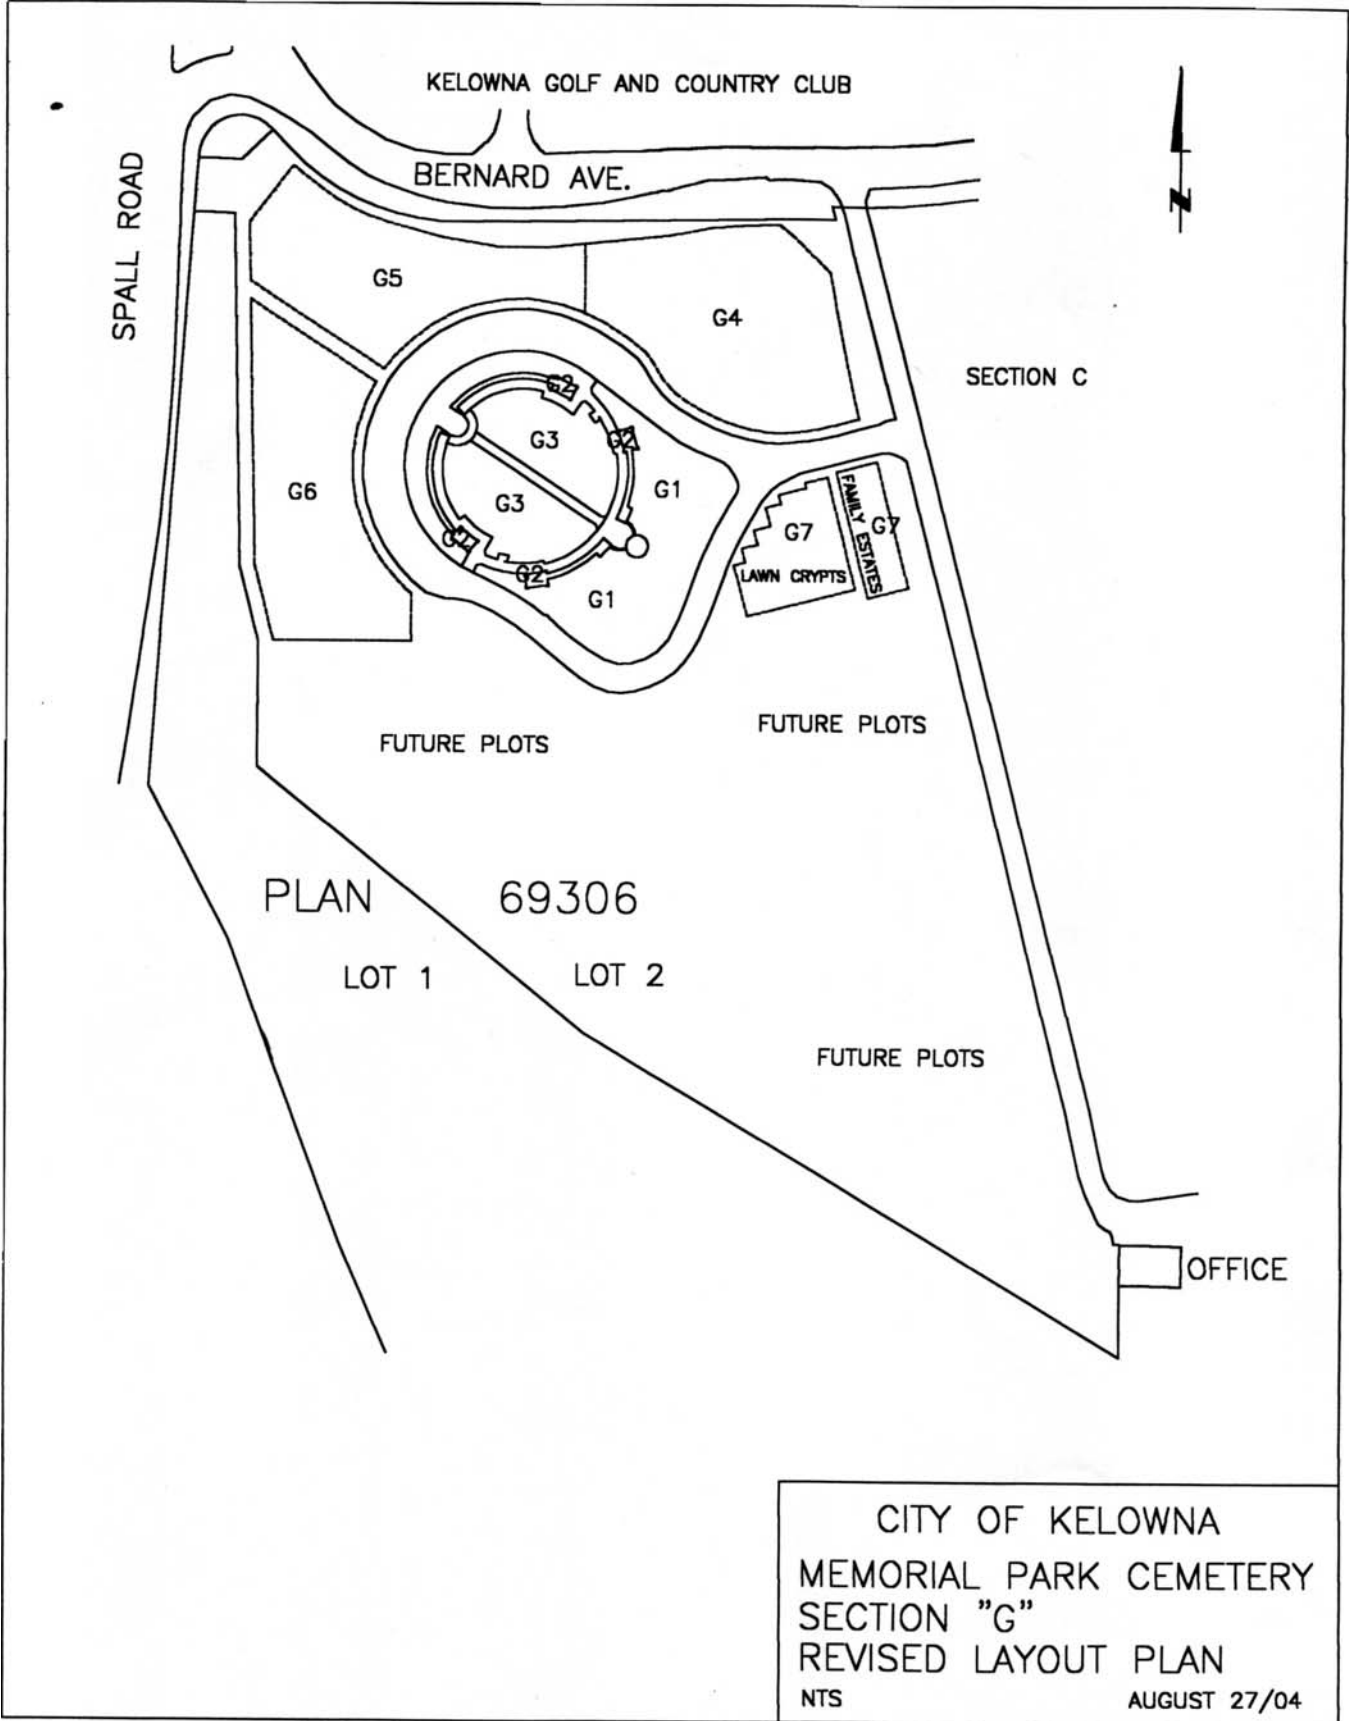 KELOWNA GOLF AND COUNTRY CLUB
BERNARD AVE.
SPALL ROAD
N
G5
G4
SECTION C
G2
G2
G3
G1
G6
G3
G7
FAMILY ESTATES
G7
G2
LAWN CRYPTS
G1
FUTURE PLOTS
FUTURE PLOTS
PLAN 69306
LOT 1
LOT 2
FUTURE PLOTS
OFFICE
CITY OF KELOWNA
MEMORIAL PARK CEMETERY
SECTION "G"
REVISED LAYOUT PLAN
NTS AUGUST 27/04